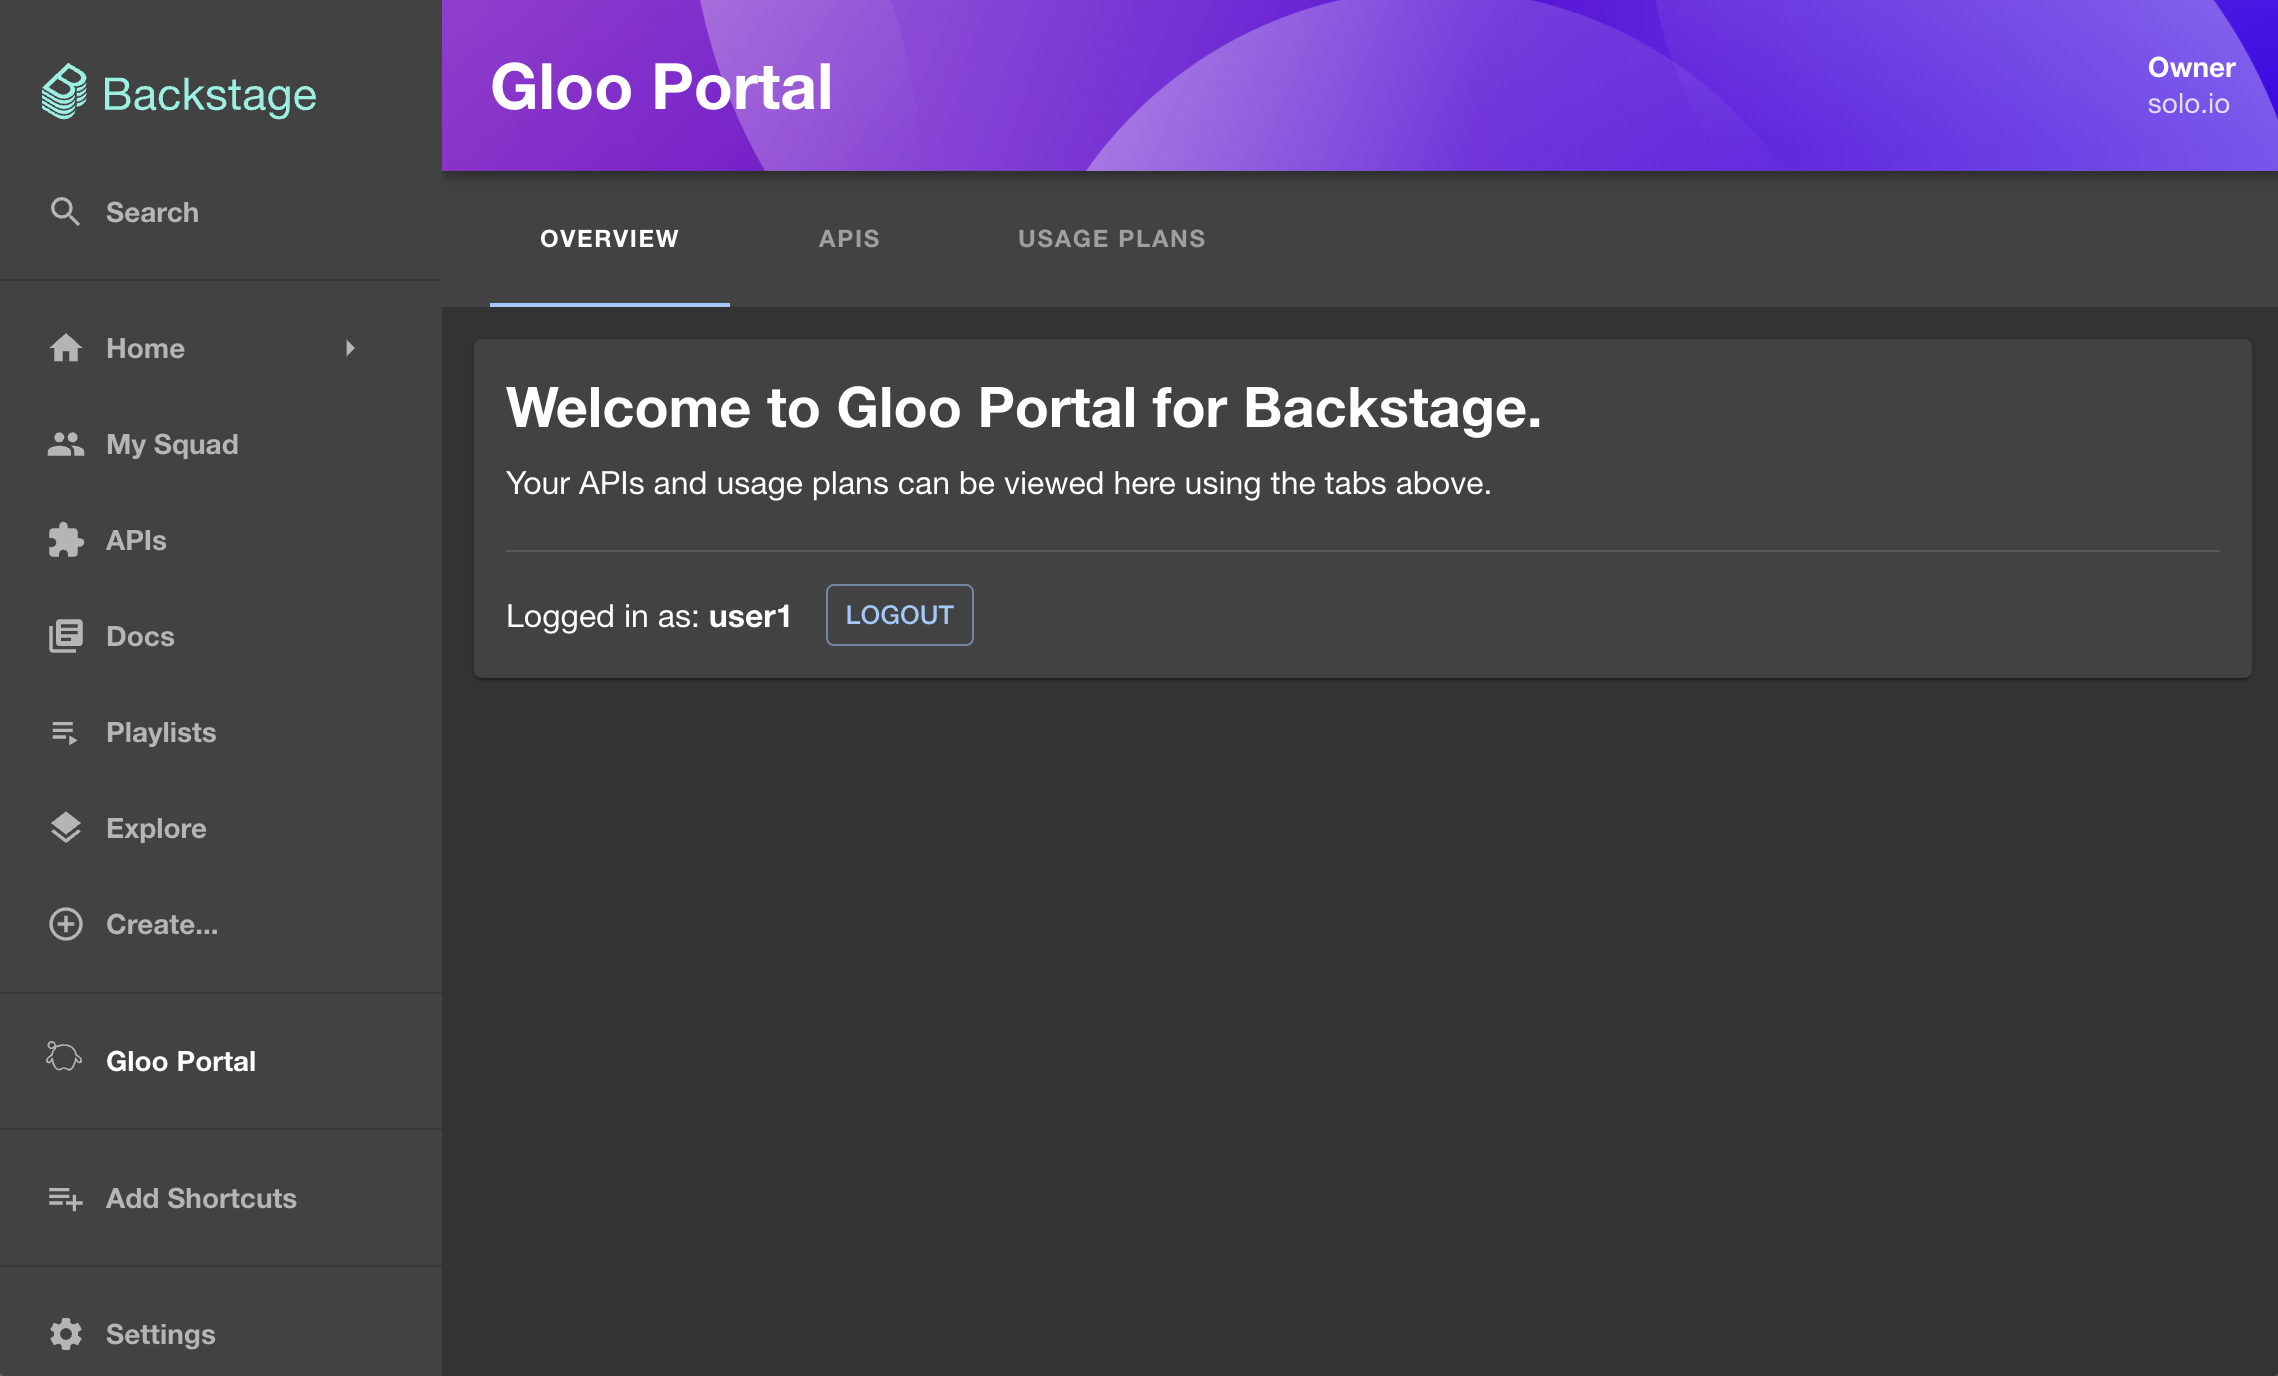 Backstage
Search
Home
My Squad
APIs
Docs
Playlists
Explore
Create...
Gloo Portal
Add Shortcuts
Settings
Gloo Portal
Owner
solo.io
OVERVIEW
APIS
USAGE PLANS
Welcome to Gloo Portal for Backstage.
Your APIs and usage plans can be viewed here using the tabs above.
Logged in as: user1
LOGOUT